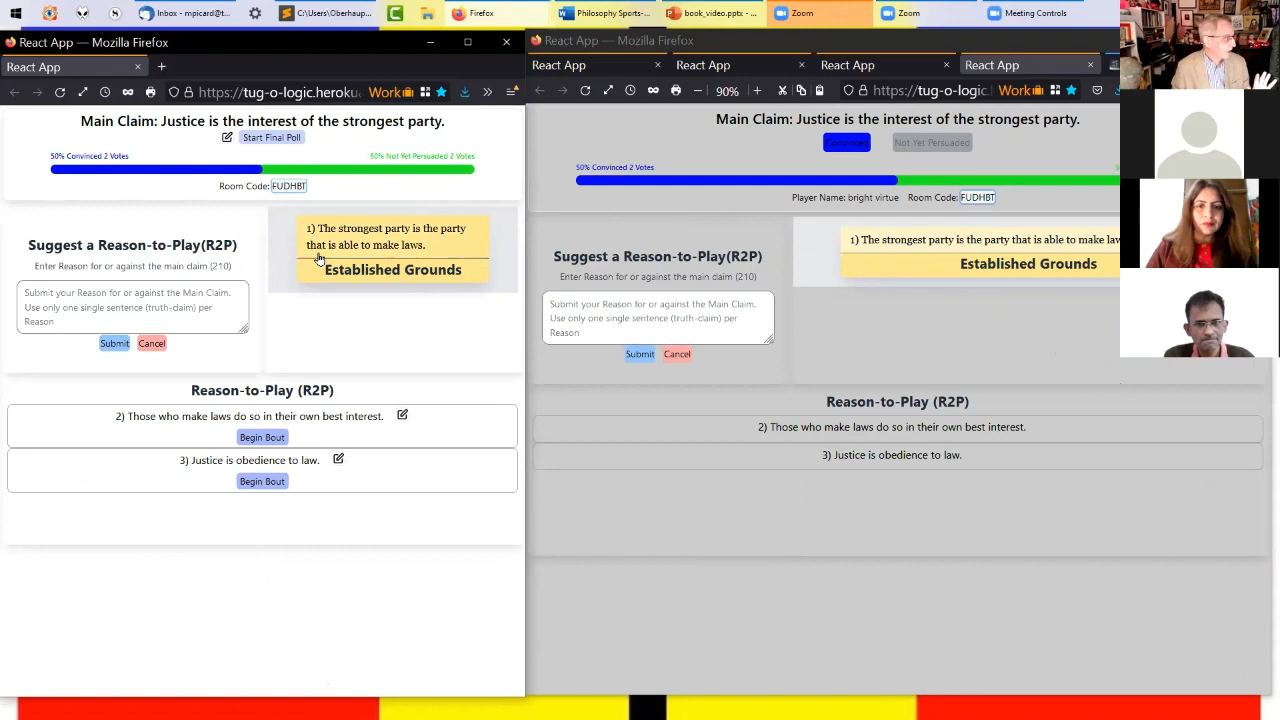 Inbox - mpicard@t...
C:\Users\Oberhaup...
Firefox
Philosophy Sports-...
book_video.pptx - ...
Zoom
Zoom
Meeting Controls
React App — Mozilla Firefox
React App
https://tug-o-logic.heroku
Work
Main Claim: Justice is the interest of the strongest party.
Start Final Poll
50% Convinced 2 Votes
50% Not Yet Persuaded 2 Votes
Room Code: FUDHBT
Suggest a Reason-to-Play(R2P)
Enter Reason for or against the main claim (210)
Submit your Reason for or against the Main Claim.
Use only one single sentence (truth-claim) per
Reason
Submit
Cancel
1) The strongest party is the party
that is able to make laws.
Established Grounds
Reason-to-Play (R2P)
2) Those who make laws do so in their own best interest.
Begin Bout
3) Justice is obedience to law.
Begin Bout
React App — Mozilla Firefox
React App
React App
React App
React App
90%
https://tug-o-logic.heroku
Work
Main Claim: Justice is the interest of the strongest party.
Convinced
Not Yet Persuaded
50% Convinced 2 Votes
Player Name: bright virtue Room Code: FUDHBT
Suggest a Reason-to-Play(R2P)
Enter Reason for or against the main claim (210)
Submit your Reason for or against the Main Claim.
Use only one single sentence (truth-claim) per
Reason
Submit
Cancel
1) The strongest party is the party that is able to make law
Established Grounds
Reason-to-Play (R2P)
2) Those who make laws do so in their own best interest.
3) Justice is obedience to law.